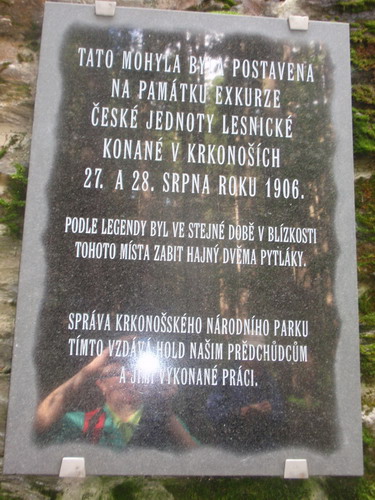 TATO MOHYLA BYLA POSTAVENA
NA PAMÁTKU EXKURZE
ČESKÉ JEDNOTY LESNICKÉ
KONANÉ V KRKONOŠÍCH
27. A 28. SRPNA ROKU 1906.
PODLE LEGENDY BYL VE STEJNÉ DOBĚ V BLÍZKOSTI
TOHOTO MÍSTA ZABIT HAJNÝ DVĚMA PYTLÁKY.
SPRÁVA KRKONOŠSKÉHO NÁRODNÍHO PARKU
TÍMTO VZDÁVÁ HOLD NAŠIM PŘEDCHŮDCŮM
A JIMI VYKONANÉ PRÁCI.